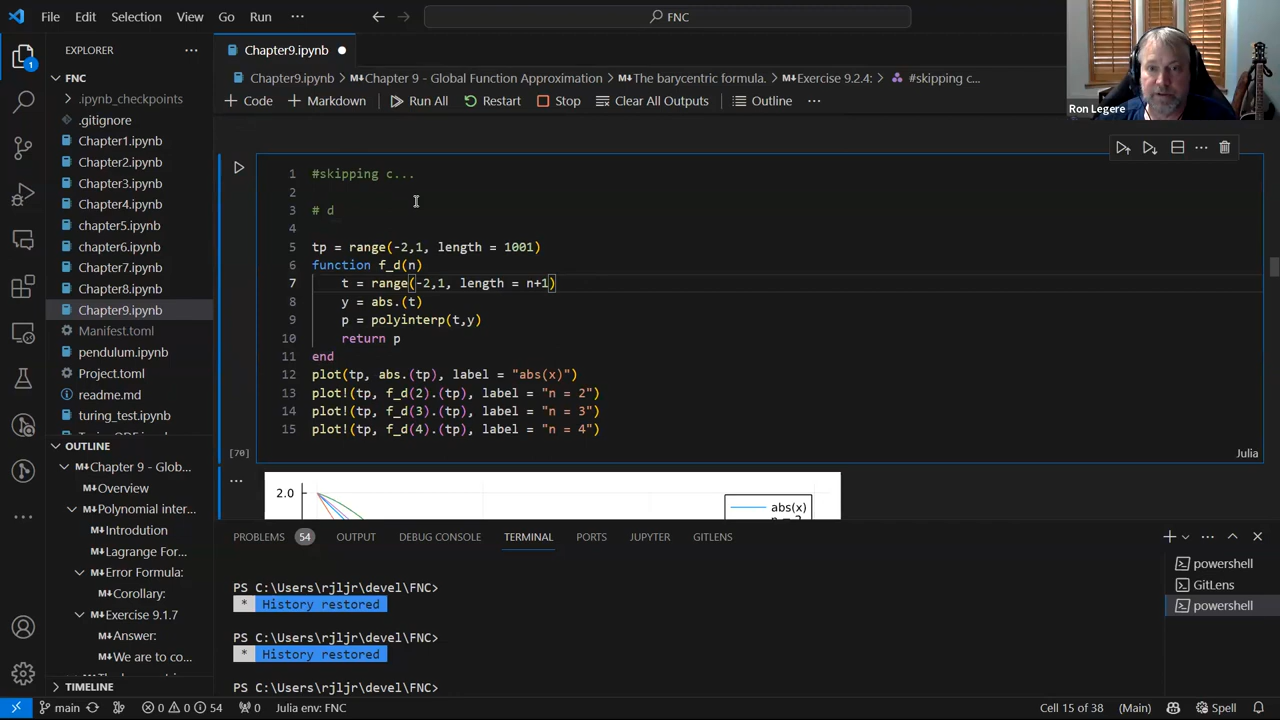 File Edit Selection View Go Run ··· FNC
EXPLORER ···
Chapter9.ipynb
FNC
Chapter9.ipynb > M↓Chapter 9 - Global Function Approximation > M↓The barycentric formula. > M↓Exercise 9.2.4: > #skipping c...
Ron Legere
.ipynb_checkpoints
+ Code + Markdown Run All Restart Stop Clear All Outputs Outline ···
.gitignore
Chapter1.ipynb
Chapter2.ipynb
Chapter3.ipynb
Chapter4.ipynb
chapter5.ipynb
chapter6.ipynb
Chapter7.ipynb
Chapter8.ipynb
Chapter9.ipynb
Manifest.toml
pendulum.ipynb
Project.toml
readme.md
turing_test.ipynb
OUTLINE
M↓Chapter 9 - Glob...
M↓Overview
M↓Polynomial inter...
M↓Introdution
M↓Lagrange For...
M↓Error Formula:
M↓Corollary:
M↓Exercise 9.1.7
M↓Answer:
M↓We are to co...
TIMELINE
1 #skipping c...
2
3 # d
4
5 tp = range(-2,1, length = 1001)
6 function f_d(n)
7 t = range(-2,1, length = n+1)
8 y = abs.(t)
9 p = polyinterp(t,y)
10 return p
11 end
12 plot(tp, abs.(tp), label = "abs(x)")
13 plot!(tp, f_d(2).(tp), label = "n = 2")
14 plot!(tp, f_d(3).(tp), label = "n = 3")
15 plot!(tp, f_d(4).(tp), label = "n = 4")
[70] Julia
2.0
abs(x)
PROBLEMS 54 OUTPUT DEBUG CONSOLE TERMINAL PORTS JUPYTER GITLENS
PS C:\Users\rjljr\devel\FNC>
* History restored
PS C:\Users\rjljr\devel\FNC>
* History restored
PS C:\Users\rjljr\devel\FNC>
powershell
GitLens
powershell
main 0 0 54 0 Julia env: FNC Cell 15 of 38 (Main) Spell